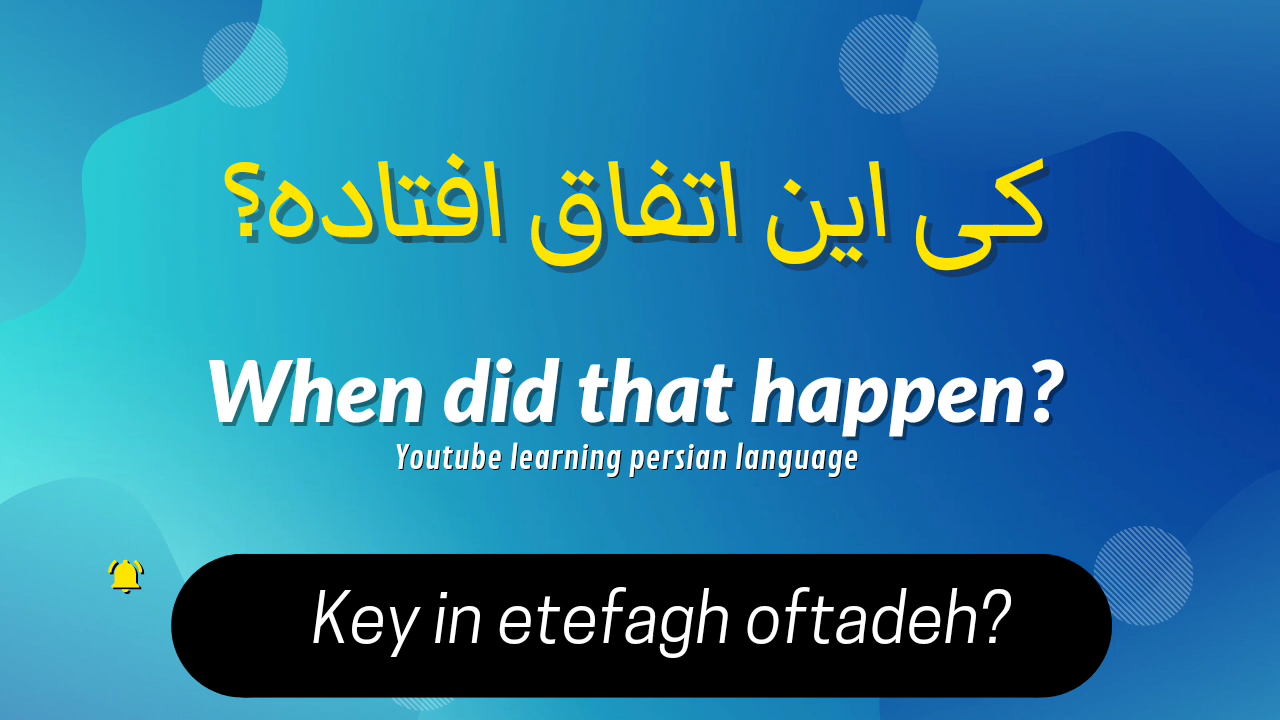 کی این اتفاق افتاده؟
When did that happen?
Youtube learning persian language
Key in etefagh oftadeh?